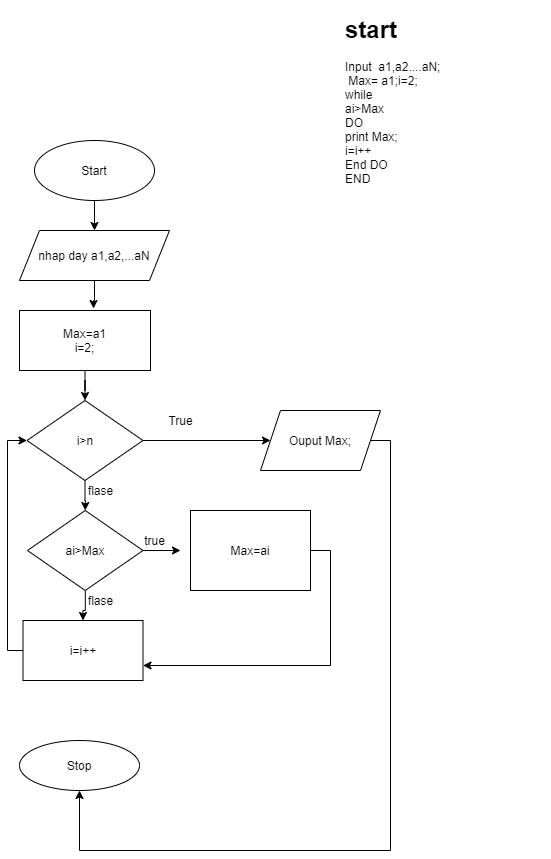 start
Input a1,a2....aN;
Max= a1;i=2;
while
ai>Max
DO
print Max;
i=i++
End DO
END
Start
nhap day a1,a2,...aN
Max=a1
i=2;
True
i>n
Ouput Max;
flase
ai>Max
true
Max=ai
flase
i=i++
Stop